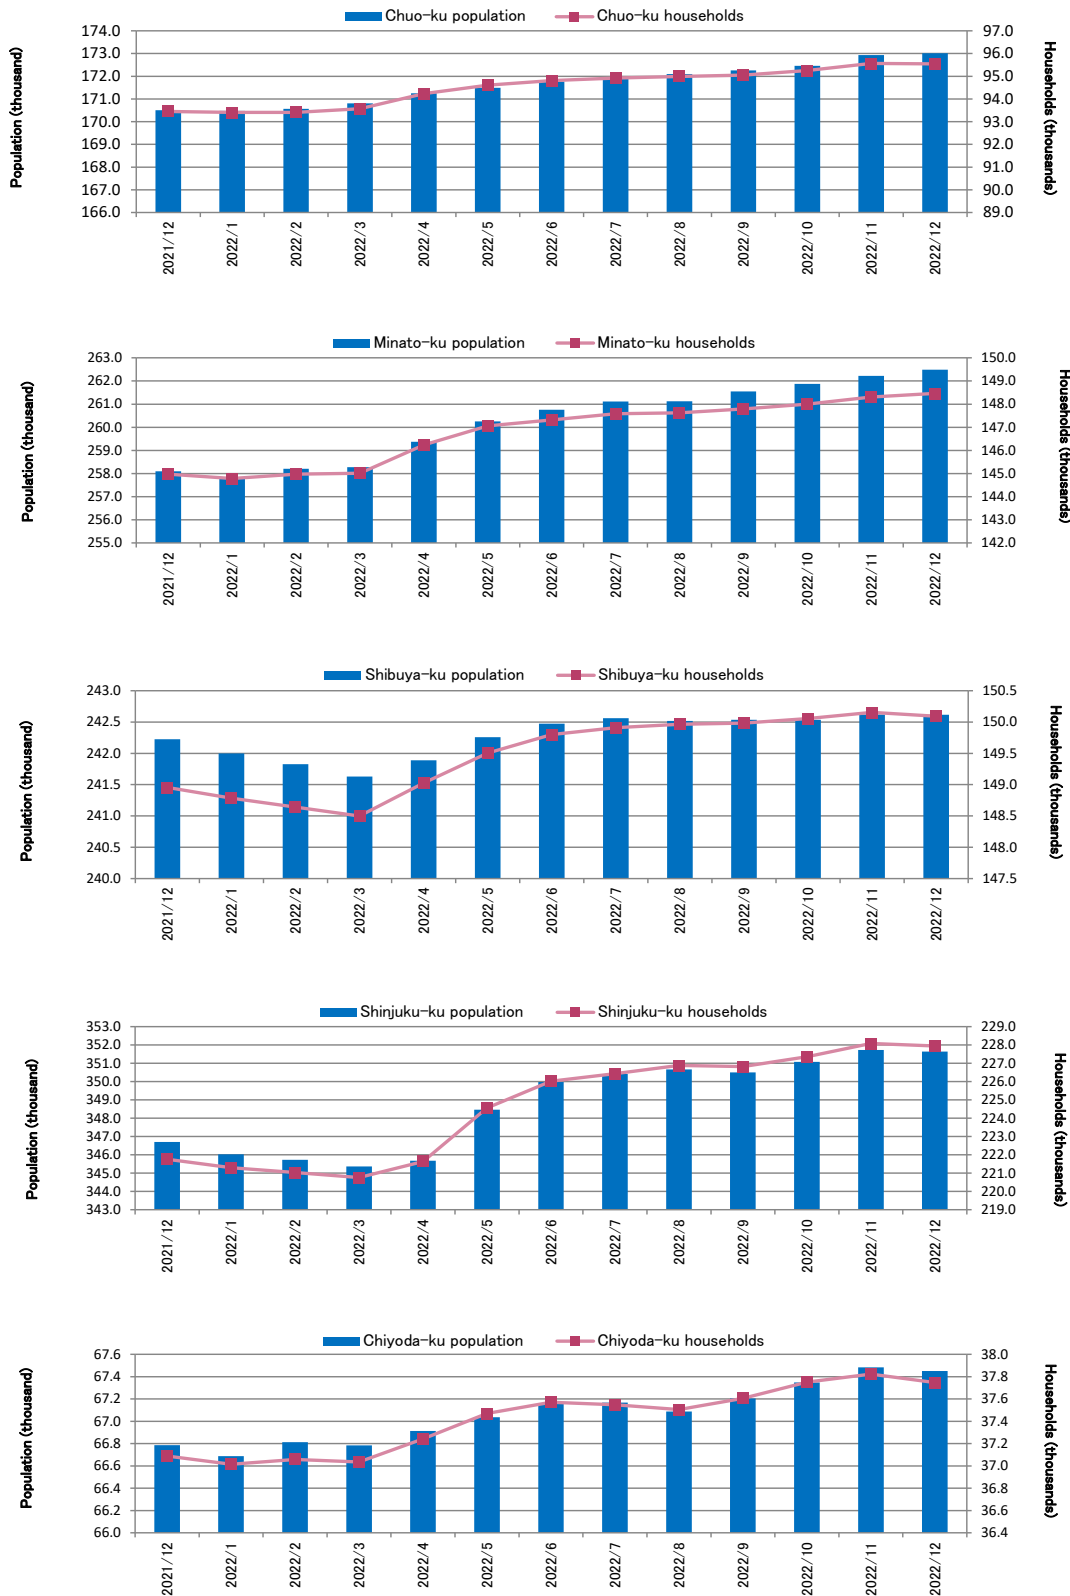 Chuo-ku population Chuo-ku households
Population (thousand)
Households (thousands)
174.0 97.0
173.0 96.0
172.0 95.0
171.0 94.0
170.0 93.0
169.0 92.0
168.0 91.0
167.0 90.0
166.0 89.0
2021/12 2022/1 2022/2 2022/3 2022/4 2022/5 2022/6 2022/7 2022/8 2022/9 2022/10 2022/11 2022/12
Minato-ku population Minato-ku households
Population (thousand)
Households (thousands)
263.0 150.0
262.0 149.0
261.0 148.0
260.0 147.0
259.0 146.0
258.0 145.0
257.0 144.0
256.0 143.0
255.0 142.0
2021/12 2022/1 2022/2 2022/3 2022/4 2022/5 2022/6 2022/7 2022/8 2022/9 2022/10 2022/11 2022/12
Shibuya-ku population Shibuya-ku households
Population (thousand)
Households (thousands)
243.0 150.5
242.5 150.0
242.0 149.5
241.5 149.0
241.0 148.5
240.5 148.0
240.0 147.5
2021/12 2022/1 2022/2 2022/3 2022/4 2022/5 2022/6 2022/7 2022/8 2022/9 2022/10 2022/11 2022/12
Shinjuku-ku population Shinjuku-ku households
Population (thousand)
Households (thousands)
353.0 229.0
352.0 228.0
351.0 227.0
350.0 226.0
349.0 225.0
348.0 224.0
347.0 223.0
346.0 222.0
345.0 221.0
344.0 220.0
343.0 219.0
2021/12 2022/1 2022/2 2022/3 2022/4 2022/5 2022/6 2022/7 2022/8 2022/9 2022/10 2022/11 2022/12
Chiyoda-ku population Chiyoda-ku households
Population (thousand)
Households (thousands)
67.6 38.0
67.4 37.8
67.2 37.6
67.0 37.4
66.8 37.2
66.6 37.0
66.4 36.8
66.2 36.6
66.0 36.4
2021/12 2022/1 2022/2 2022/3 2022/4 2022/5 2022/6 2022/7 2022/8 2022/9 2022/10 2022/11 2022/12